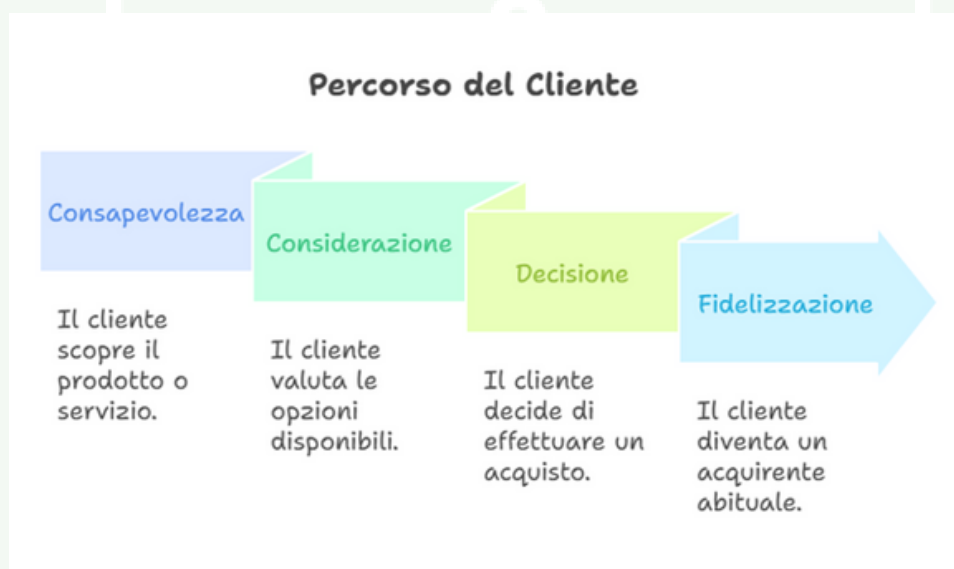 Percorso del Cliente
Consapevolezza
Il cliente
scopre il
prodotto o
servizio.
Considerazione
Il cliente
valuta le
opzioni
disponibili.
Decisione
Il cliente
decide di
effettuare un
acquisto.
Fidelizzazione
Il cliente
diventa un
acquirente
abituale.